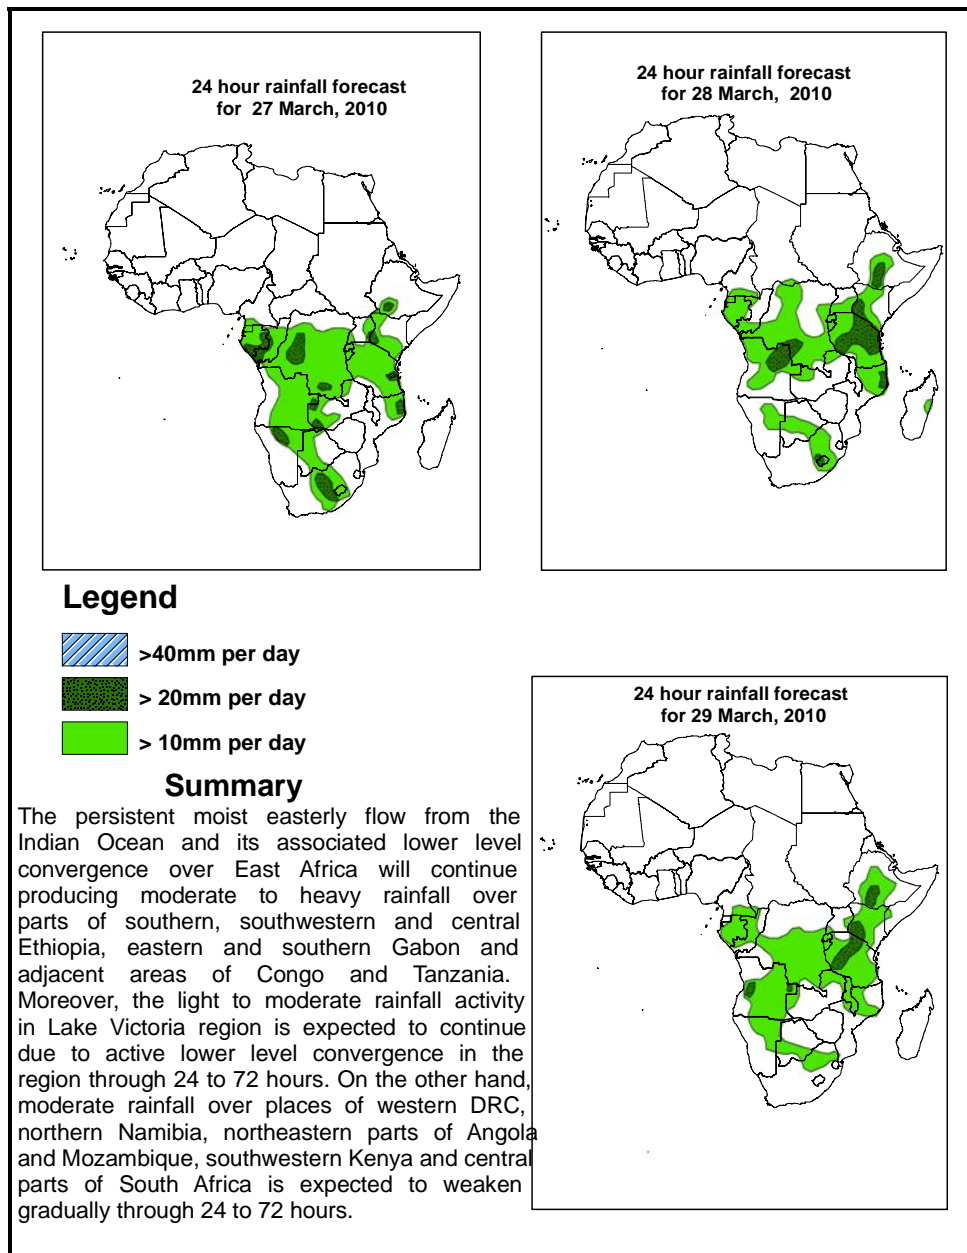 24 hour rainfall forecast
for 27 March, 2010
24 hour rainfall forecast
for 28 March, 2010
Legend
>40mm per day
> 20mm per day
> 10mm per day
24 hour rainfall forecast
for 29 March, 2010
Summary
The persistent moist easterly flow from the
Indian Ocean and its associated lower level
convergence over East Africa will continue
producing moderate to heavy rainfall over
parts of southern, southwestern and central
Ethiopia, eastern and southern Gabon and
adjacent areas of Congo and Tanzania.
Moreover, the light to moderate rainfall activity
in Lake Victoria region is expected to continue
due to active lower level convergence in the
region through 24 to 72 hours. On the other hand,
moderate rainfall over places of western DRC,
northern Namibia, northeastern parts of Angola
and Mozambique, southwestern Kenya and central
parts of South Africa is expected to weaken
gradually through 24 to 72 hours.